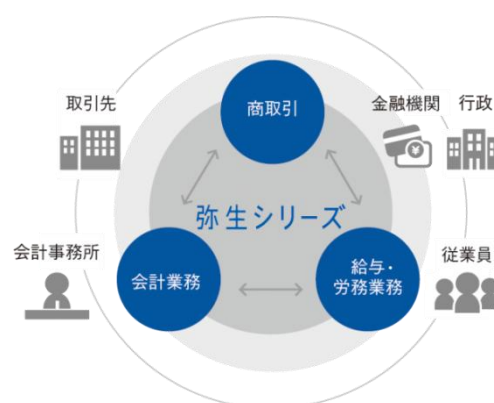 商取引
取引先
金融機関
行政
¥
弥生シリーズ
会計事務所
会計業務
給与・
労務業務
従業員